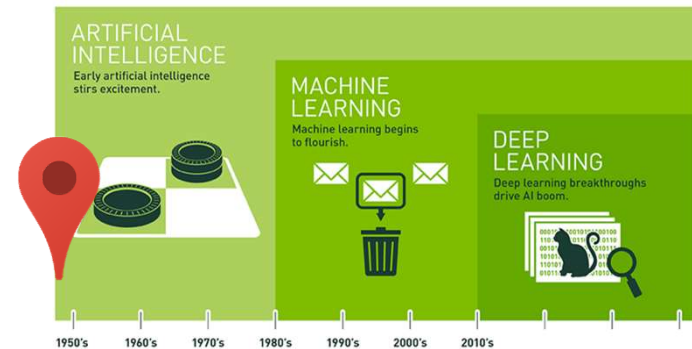 ARTIFICIAL
INTELLIGENCE
Early artificial intelligence
stirs excitement.
MACHINE
LEARNING
Machine learning begins
to flourish.
DEEP
LEARNING
Deep learning breakthroughs
drive AI boom.
1950's 1960's 1970's 1980's 1990's 2000's 2010's